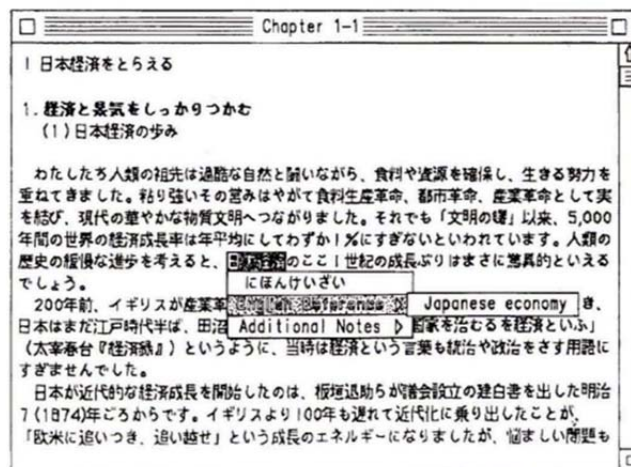 Chapter 1-1
I 日本経済をとらえる
1. 経済と景気をしっかりつかむ
(1)日本経済の歩み
わたしたち人類の祖先は過酷な自然と闘いながら、食料や資源を確保し、生きる努力を
重ねてきました。粘り強いその営みはやがて食料生産革命、都市革命、産業革命として実
を結び、現代の華やかな物質文明へつながりました。それでも「文明の曙」以来、5,000
年間の世界の経済成長率は年平均にしてわずか1%にすぎないといわれています。人類の
歴史の緩慢な進歩を考えると、日本経済のここ1世紀の成長ぶりはまさに驚異的といえる
でしょう。
にほんけいざい
200年前、イギリスが産業革 English Reference Japanese economy き、
日本はまだ江戸時代半ば、田沼 Additional Notes ▷ 国家を治むるを経済といふ」
(太宰春台『経済録』)というように、当時は経済という言葉も統治や政治をさす用語に
すぎませんでした。
日本が近代的な経済成長を開始したのは、板垣退助らが議会設立の建白書を出した明治
7(1874)年ごろからです。イギリスより100年も遅れて近代化に乗り出したことが、
「欧米に追いつき、追い越せ」という成長のエネルギーになりましたが、悩ましい問題も